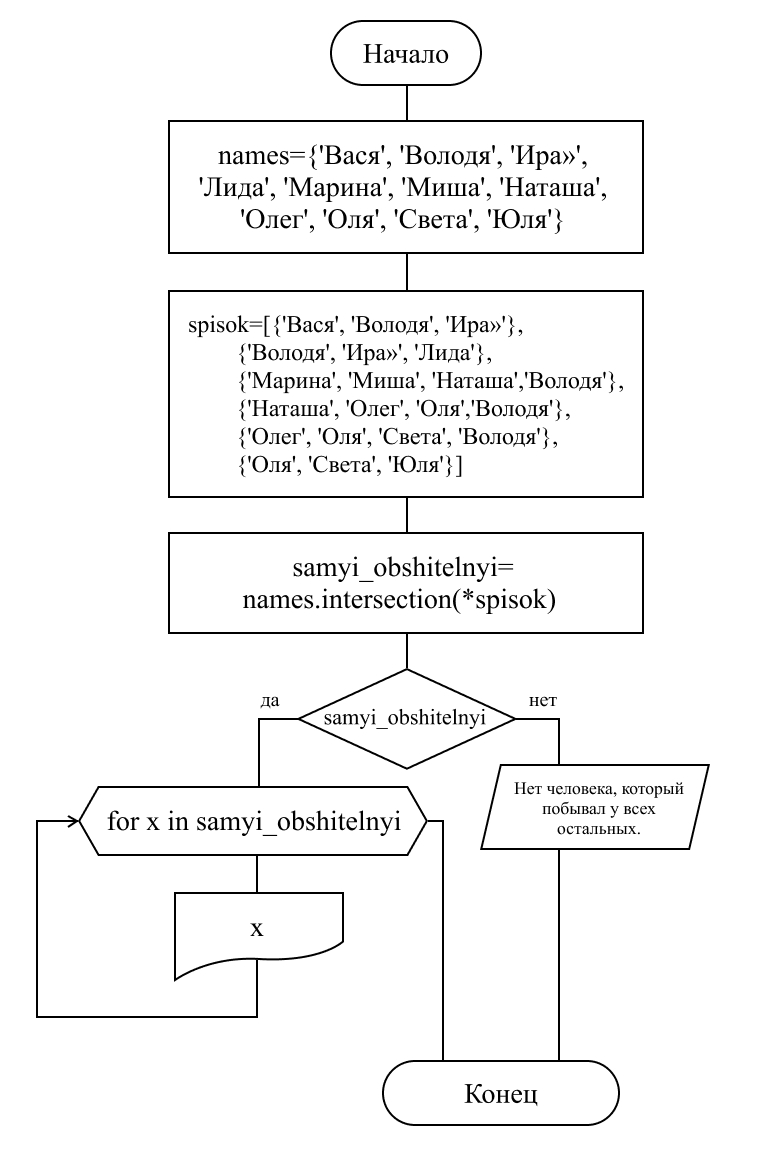 Начало
names={'Вася', 'Володя', 'Ира»',
'Лида', 'Марина', 'Миша', 'Наташа',
'Олег', 'Оля', 'Света', 'Юля'}
spisok=[{'Вася', 'Володя', 'Ира»'},
{'Володя', 'Ира»', 'Лида'},
{'Марина', 'Миша', 'Наташа','Володя'},
{'Наташа', 'Олег', 'Оля','Володя'},
{'Олег', 'Оля', 'Света', 'Володя'},
{'Оля', 'Света', 'Юля'}]
samyi_obshitelnyi=
names.intersection(*spisok)
да
samyi_obshitelnyi
нет
for x in samyi_obshitelnyi
Нет человека, который
побывал у всех
остальных.
x
Конец